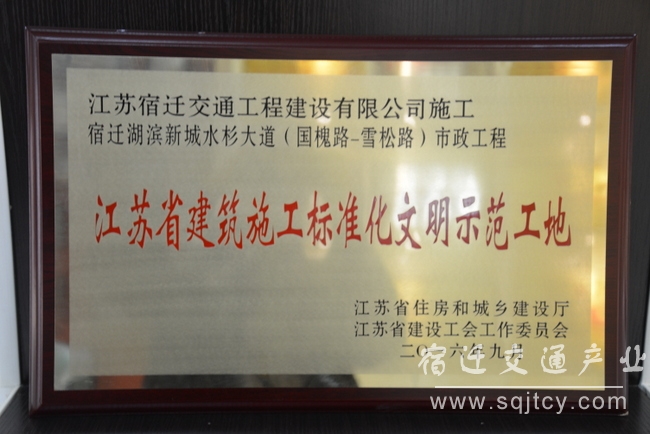 江苏宿迁交通工程建设有限公司施工
宿迁湖滨新城水杉大道（国槐路-雪松路）市政工程
江苏省建筑施工标准化文明示范工地
江苏省住房和城乡建设厅
江苏省建设工会工作委员会
二〇一六年九月
宿迁交通产业
www.sqjtcy.com